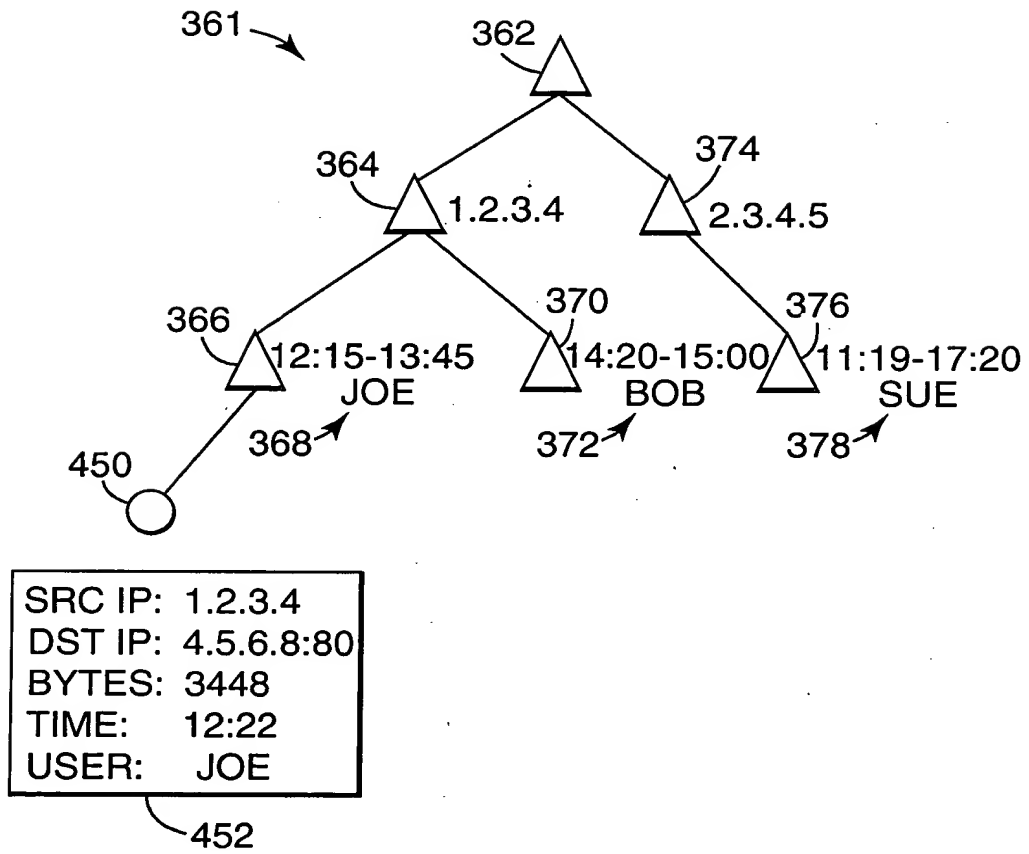 361
362
364
374
1.2.3.4
2.3.4.5
366
370
376
12:15-13:45
14:20-15:00
11:19-17:20
JOE
BOB
SUE
368
372
378
450
SRC IP: 1.2.3.4
DST IP: 4.5.6.8:80
BYTES: 3448
TIME: 12:22
USER: JOE
452